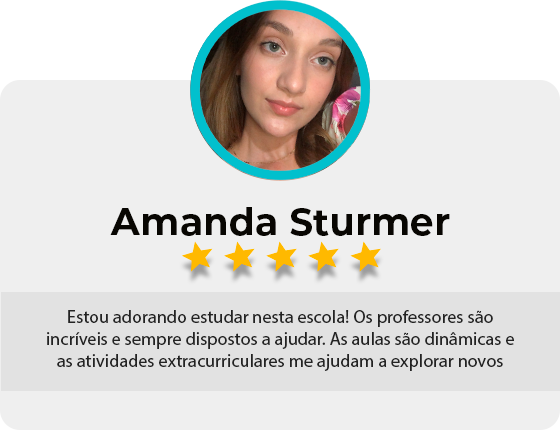 Amanda Sturmer
Estou adorando estudar nesta escola! Os professores são
incríveis e sempre dispostos a ajudar. As aulas são dinâmicas e
as atividades extracurriculares me ajudam a explorar novos